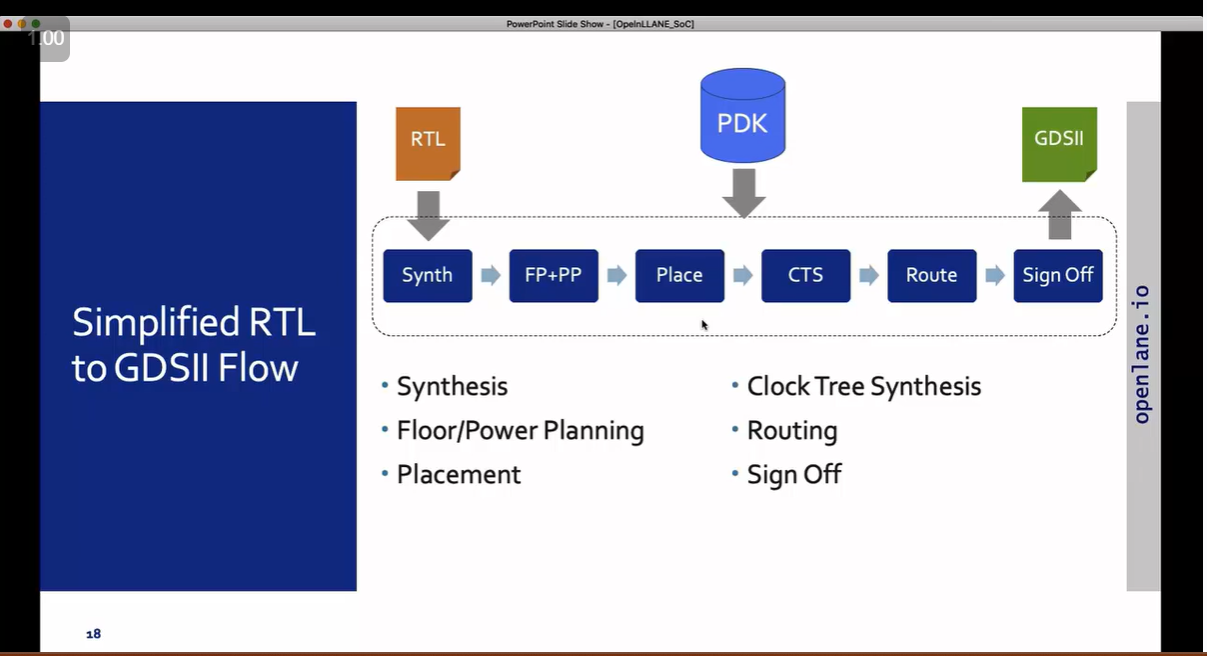 PowerPoint Slide Show - [OpeInLLANE_SoC]
1.00
RTL
PDK
GDSII
Synth
FP+PP
Place
CTS
Route
Sign Off
Simplified RTL
to GDSII Flow
• Synthesis
• Floor/Power Planning
• Placement
• Clock Tree Synthesis
• Routing
• Sign Off
openlane.io
18